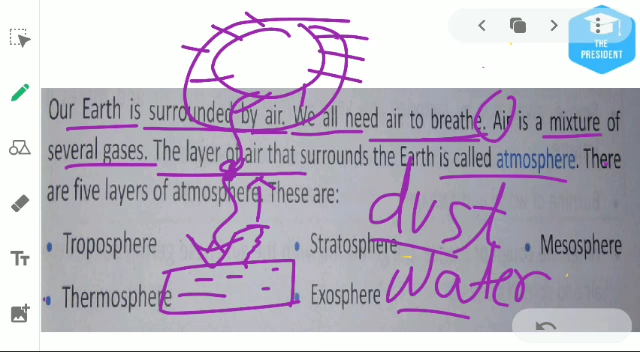 THE
PRESIDENT
Our Earth is surrounded by air. We all need air to breathe. Air is a mixture of
several gases. The layer of air that surrounds the Earth is called atmosphere. There
are five layers of atmosphere. These are:
• Troposphere • Stratosphere • Mesosphere
• Thermosphere • Exosphere
dust
water
TT